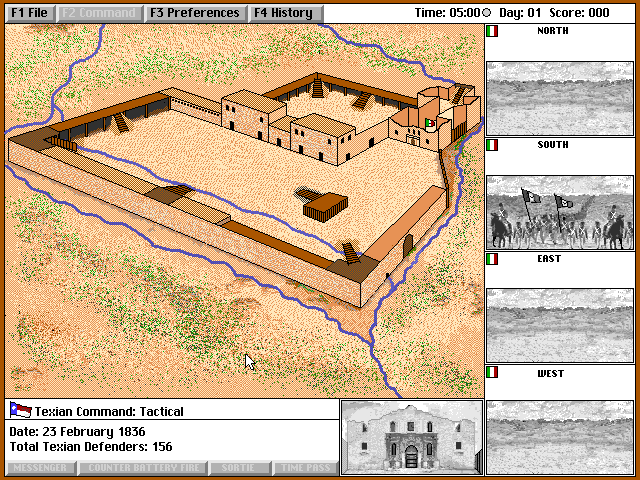 F1 File F2 Command F3 Preferences F4 History Time: 05:00 Day: 01 Score: 000
NORTH
SOUTH
EAST
WEST
Texian Command: Tactical
Date: 23 February 1836
Total Texian Defenders: 156
MESSENGER COUNTER BATTERY FIRE SORTIE TIME PASS